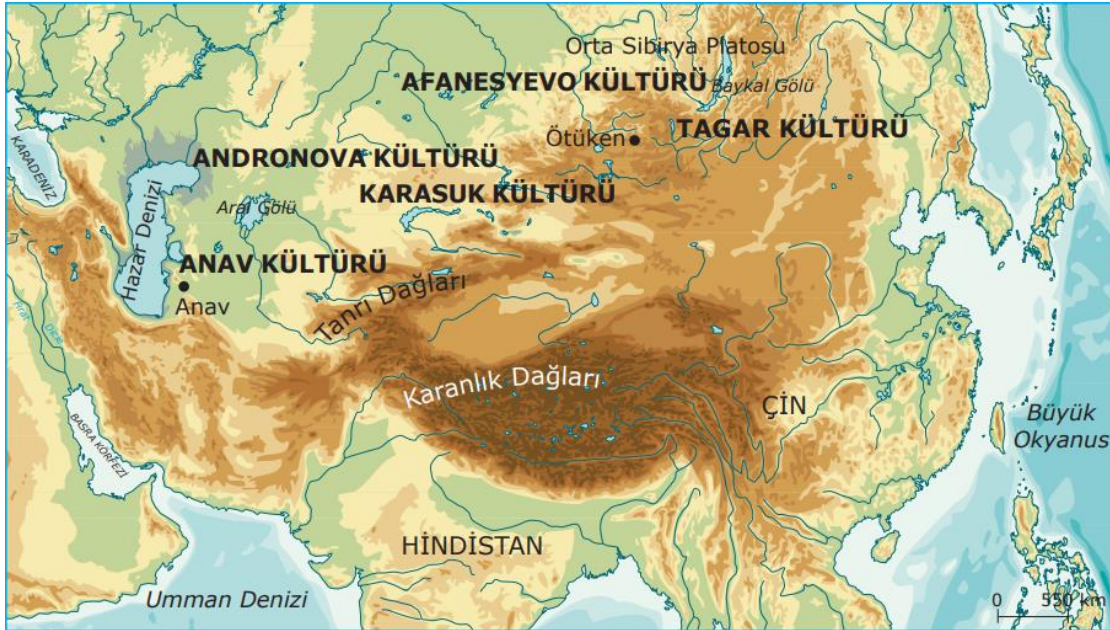 Orta Sibirya Platosu
AFANESYEVO KÜLTÜRÜ
Baykal Gölü
Ötüken
TAGAR KÜLTÜRÜ
KARADENİZ
ANDRONOVA KÜLTÜRÜ
KARASUK KÜLTÜRÜ
Hazar Denizi
Aral Gölü
ANAV KÜLTÜRÜ
Anav
Tanrı Dağları
Fırat
Dicle
Karanlık Dağları
ÇİN
BASRA KÖRFEZİ
Büyük
Okyanus
HİNDİSTAN
Umman Denizi
0 550 km